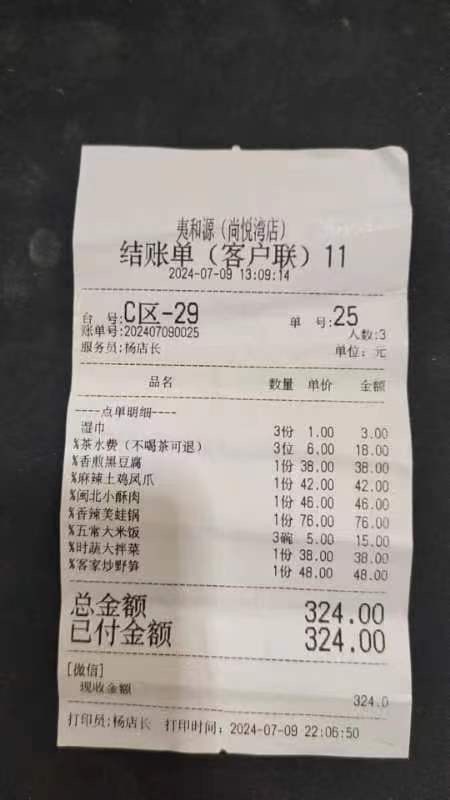 夷和源（尚悦湾店）
结账单（客户联）11
2024-07-09 13:09:14
台 号:C区-29 单 号:25
账单号:202407090025 人数:3
服务员:杨店长 单位: 元
品名 数量 单价 金额
----点单明细----
湿巾 3份 1.00 3.00
%茶水费（不喝茶可退） 3位 6.00 18.00
%香煎黑豆腐 1份 38.00 38.00
%麻辣土鸡凤爪 1份 42.00 42.00
%闽北小酥肉 1份 46.00 46.00
%香辣美蛙锅 1份 76.00 76.00
%五常大米饭 3碗 5.00 15.00
%时蔬大拌菜 1份 38.00 38.00
%客家炒野笋 1份 48.00 48.00
总金额 324.00
已付金额 324.00
[微信]
现收金额 324.0
打印员:杨店长 打印时间: 2024-07-09 22:06:50